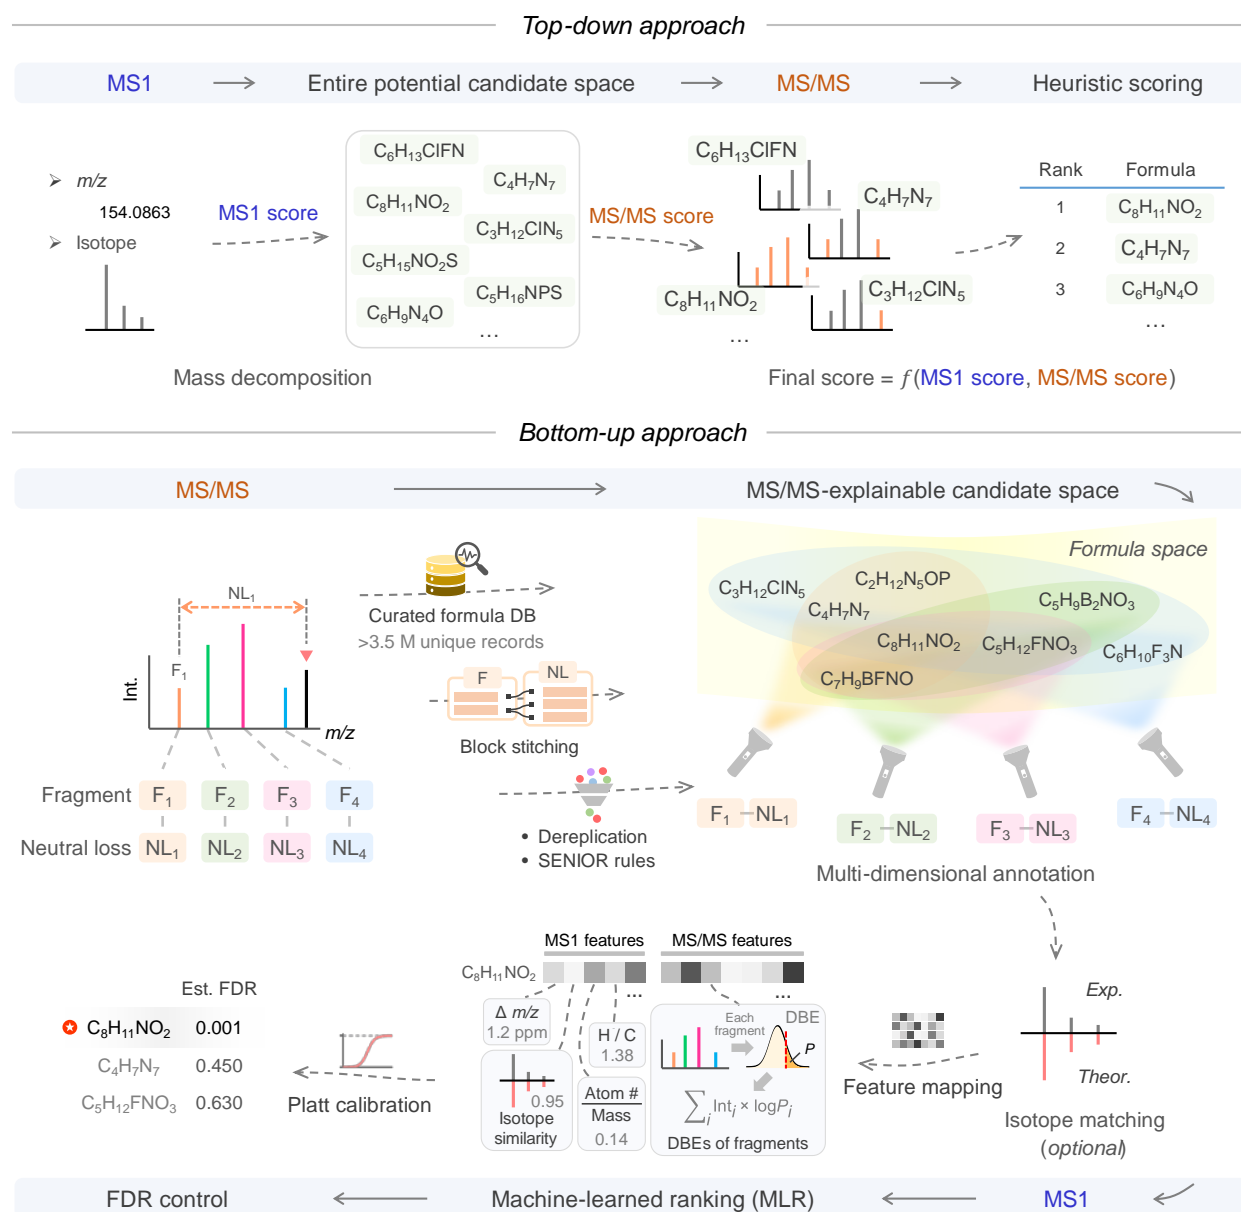 Top-down approach
MS1 → Entire potential candidate space → MS/MS → Heuristic scoring
➢ m/z
154.0863
➢ Isotope
MS1 score
C₆H₁₃ClFN
C₄H₇N₇
C₈H₁₁NO₂
C₃H₁₂ClN₅
C₅H₁₅NO₂S
C₅H₁₆NPS
C₆H₉N₄O
...
MS/MS score
C₆H₁₃ClFN
C₄H₇N₇
C₈H₁₁NO₂
C₃H₁₂ClN₅
...
Rank Formula
1 C₈H₁₁NO₂
2 C₄H₇N₇
3 C₆H₉N₄O
...
Mass decomposition
Final score = f(MS1 score, MS/MS score)
Bottom-up approach
MS/MS → MS/MS-explainable candidate space
NL₁
F₁
Int.
m/z
Fragment F₁ F₂ F₃ F₄
Neutral loss NL₁ NL₂ NL₃ NL₄
Curated formula DB
>3.5 M unique records
F NL
Block stitching
• Dereplication
• SENIOR rules
Formula space
C₃H₁₂ClN₅
C₂H₁₂N₅OP
C₄H₇N₇
C₅H₉B₂NO₃
C₈H₁₁NO₂
C₅H₁₂FNO₃
C₆H₁₀F₃N
C₇H₉BFNO
F₁ – NL₁
F₂ – NL₂
F₃ – NL₃
F₄ – NL₄
Multi-dimensional annotation
Exp.
Theor.
Isotope matching
(optional)
Feature mapping
MS1 features MS/MS features
C₈H₁₁NO₂
... ...
Δ m/z
1.2 ppm
0.95
Isotope
similarity
H / C
1.38
Atom #
Mass
0.14
Each
fragment
DBE
P
∑ᵢ Intᵢ × logPᵢ
DBEs of fragments
Platt calibration
Est. FDR
C₈H₁₁NO₂ 0.001
C₄H₇N₇ 0.450
C₅H₁₂FNO₃ 0.630
FDR control ← Machine-learned ranking (MLR) ← MS1